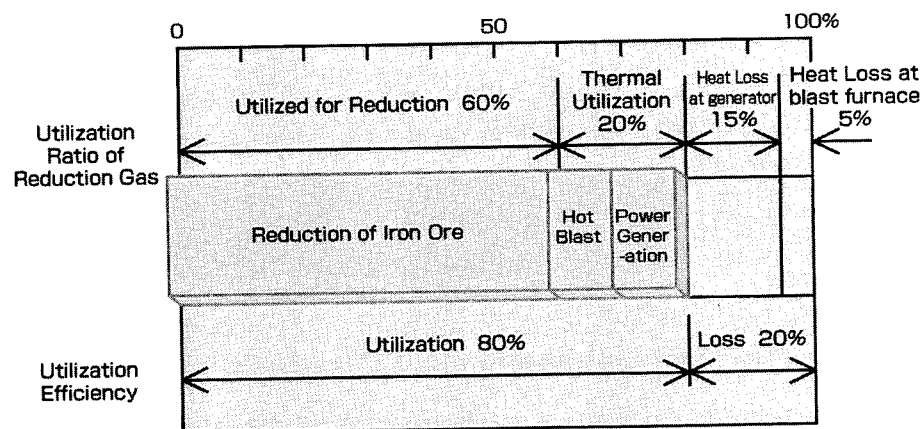 0
50
100%
Utilization
Ratio of
Reduction Gas
Utilized for Reduction 60%
Thermal
Utilization
20%
Heat Loss
at generator
15%
Heat Loss at
blast furnace
5%
Reduction of Iron Ore
Hot
Blast
Power
Gener
-ation
Utilization
Efficiency
Utilization 80%
Loss 20%